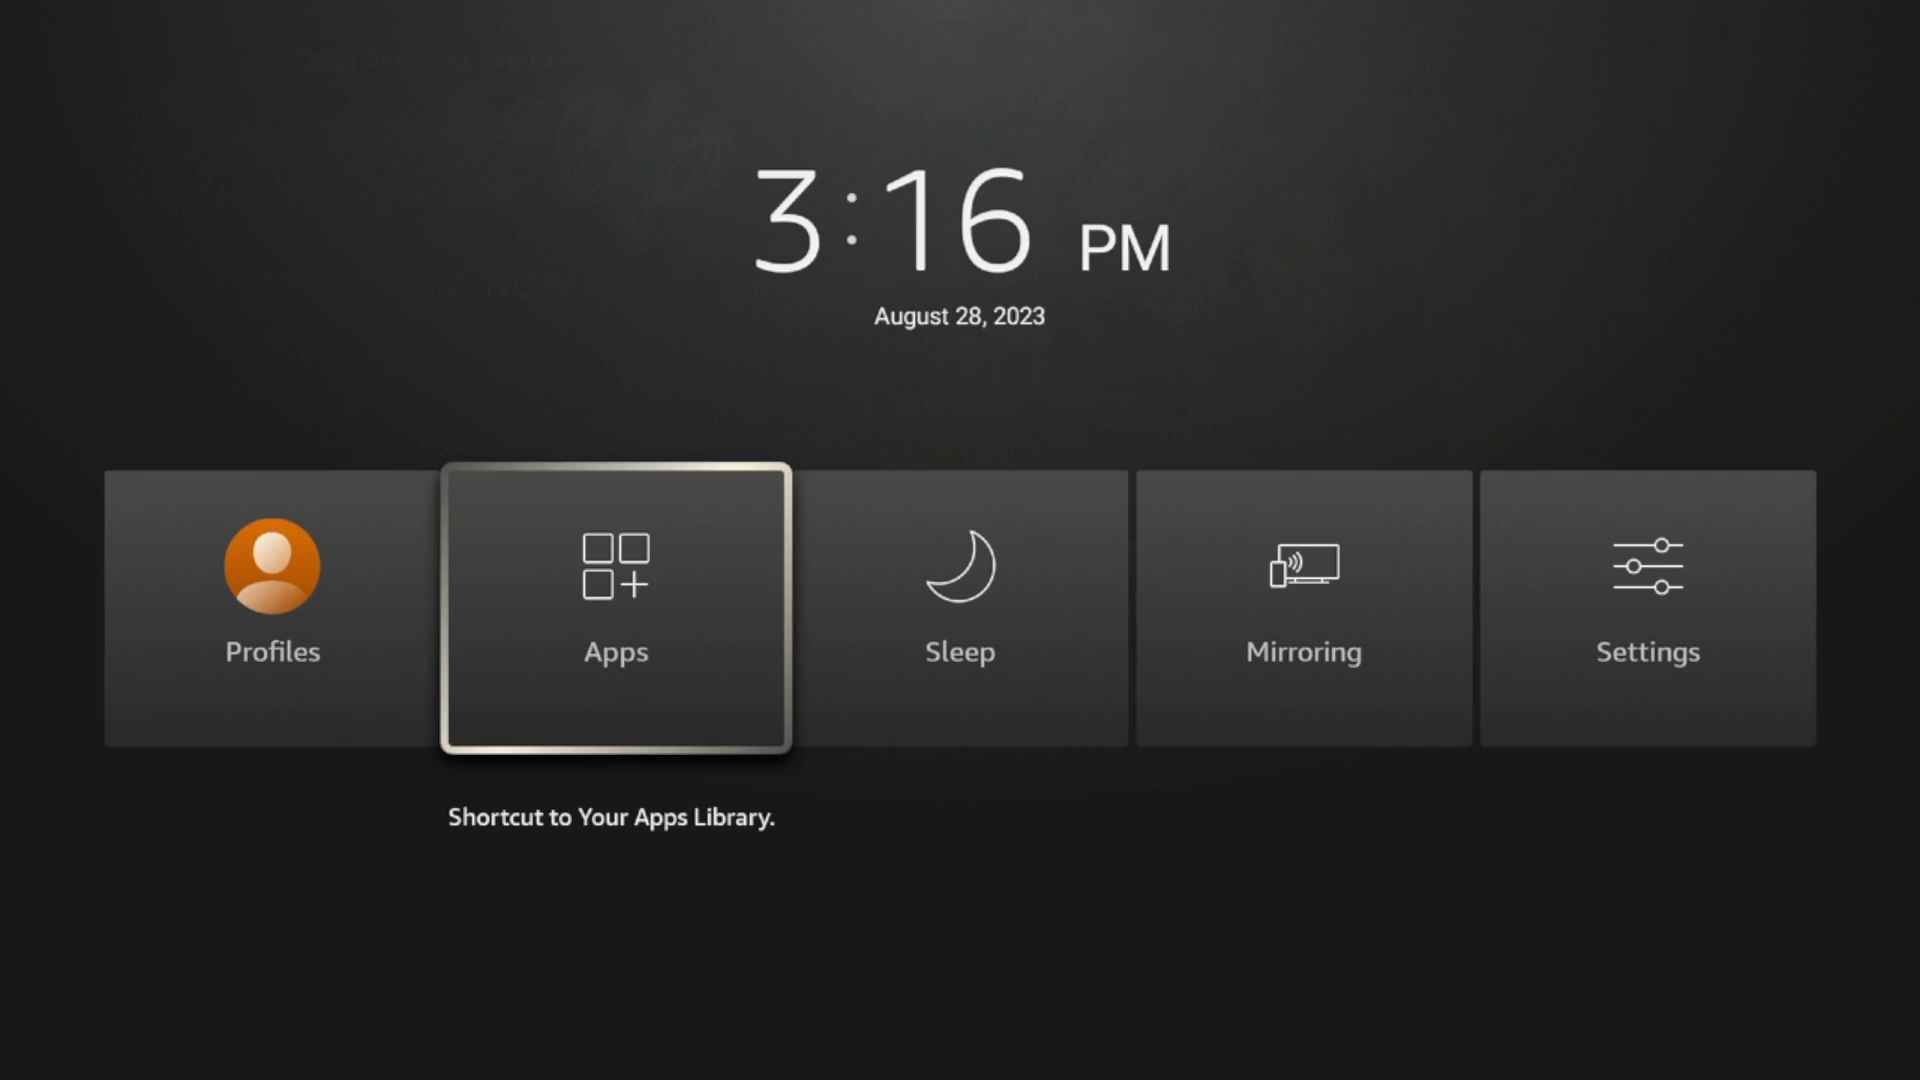 3:16 PM
August 28, 2023
Profiles
Apps
Sleep
Mirroring
Settings
Shortcut to Your Apps Library.